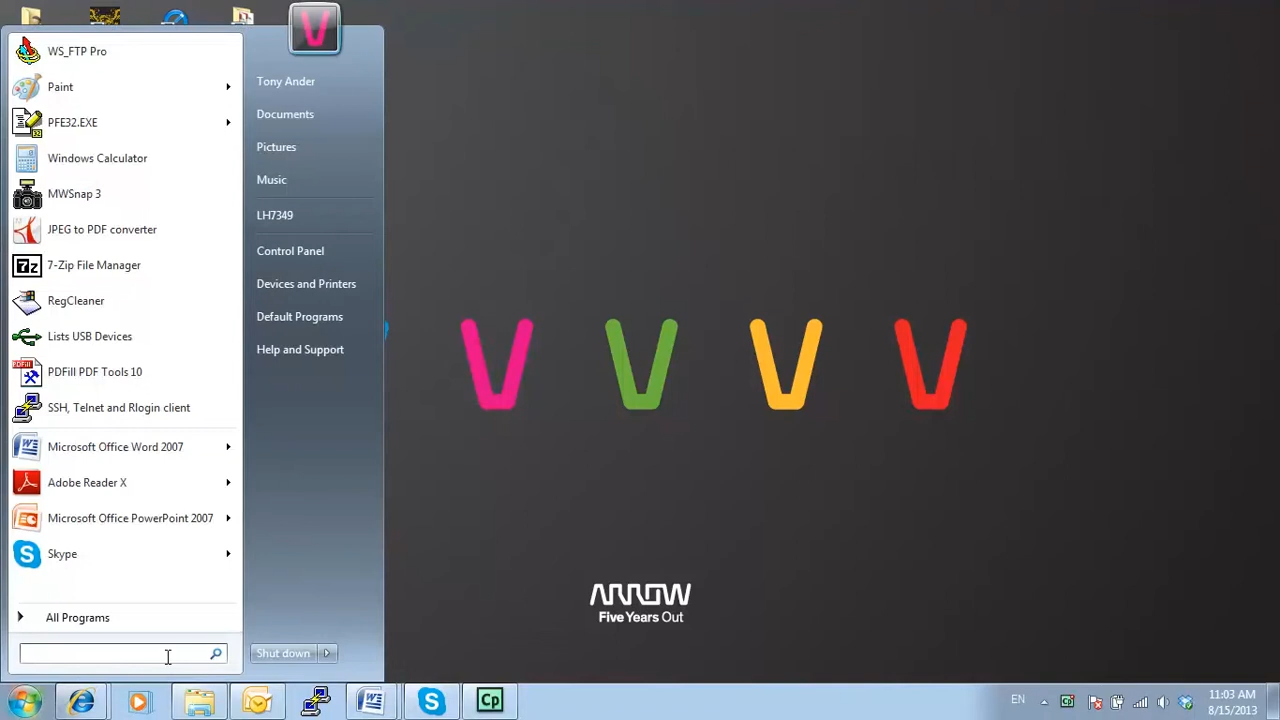 WS_FTP Pro
Paint
PFE32.EXE
Windows Calculator
MWSnap 3
JPEG to PDF converter
7-Zip File Manager
RegCleaner
Lists USB Devices
PDFill PDF Tools 10
SSH, Telnet and Rlogin client
Microsoft Office Word 2007
Adobe Reader X
Microsoft Office PowerPoint 2007
Skype
All Programs
Tony Ander
Documents
Pictures
Music
LH7349
Control Panel
Devices and Printers
Default Programs
Help and Support
Shut down
V V V V
ARROW
Five Years Out
EN
11:03 AM
8/15/2013